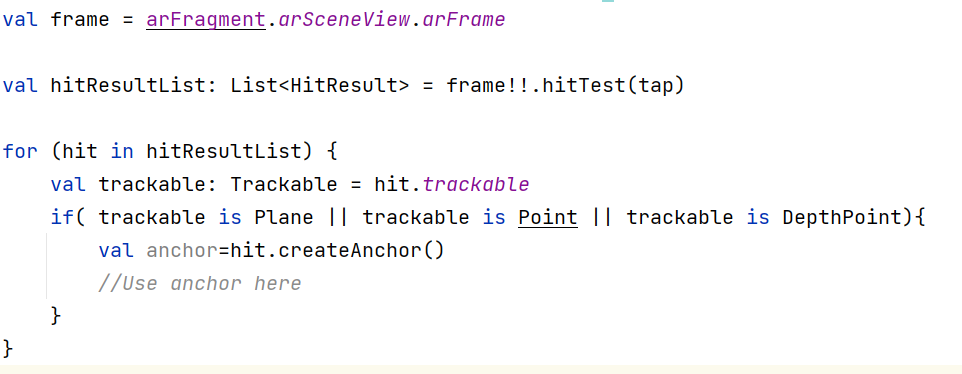 val frame = arFragment.arSceneView.arFrame
val hitResultList: List<HitResult> = frame!!.hitTest(tap)
for (hit in hitResultList) {
    val trackable: Trackable = hit.trackable
    if( trackable is Plane || trackable is Point || trackable is DepthPoint){
        val anchor=hit.createAnchor()
        //Use anchor here
    }
}